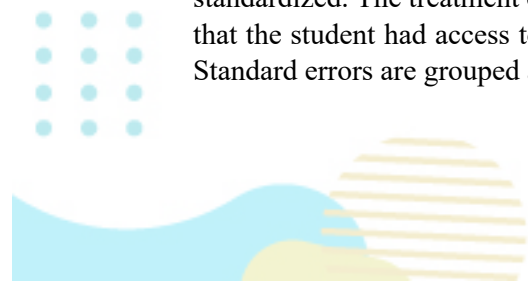 standardized. The treatment
that the student had access
Standard errors are grouped